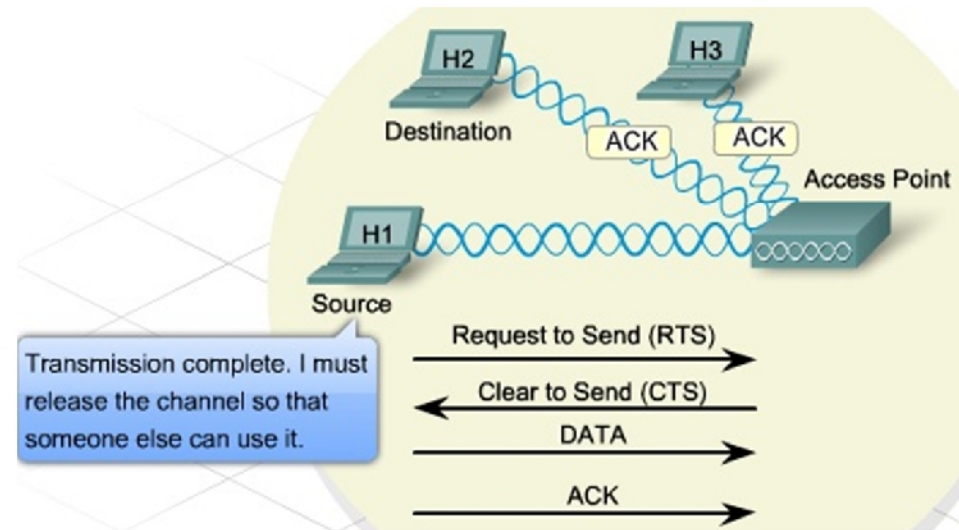 H2
H3
Destination
ACK
ACK
Access Point
H1
Source
Request to Send (RTS)
Transmission complete. I must
release the channel so that
someone else can use it.
Clear to Send (CTS)
DATA
ACK